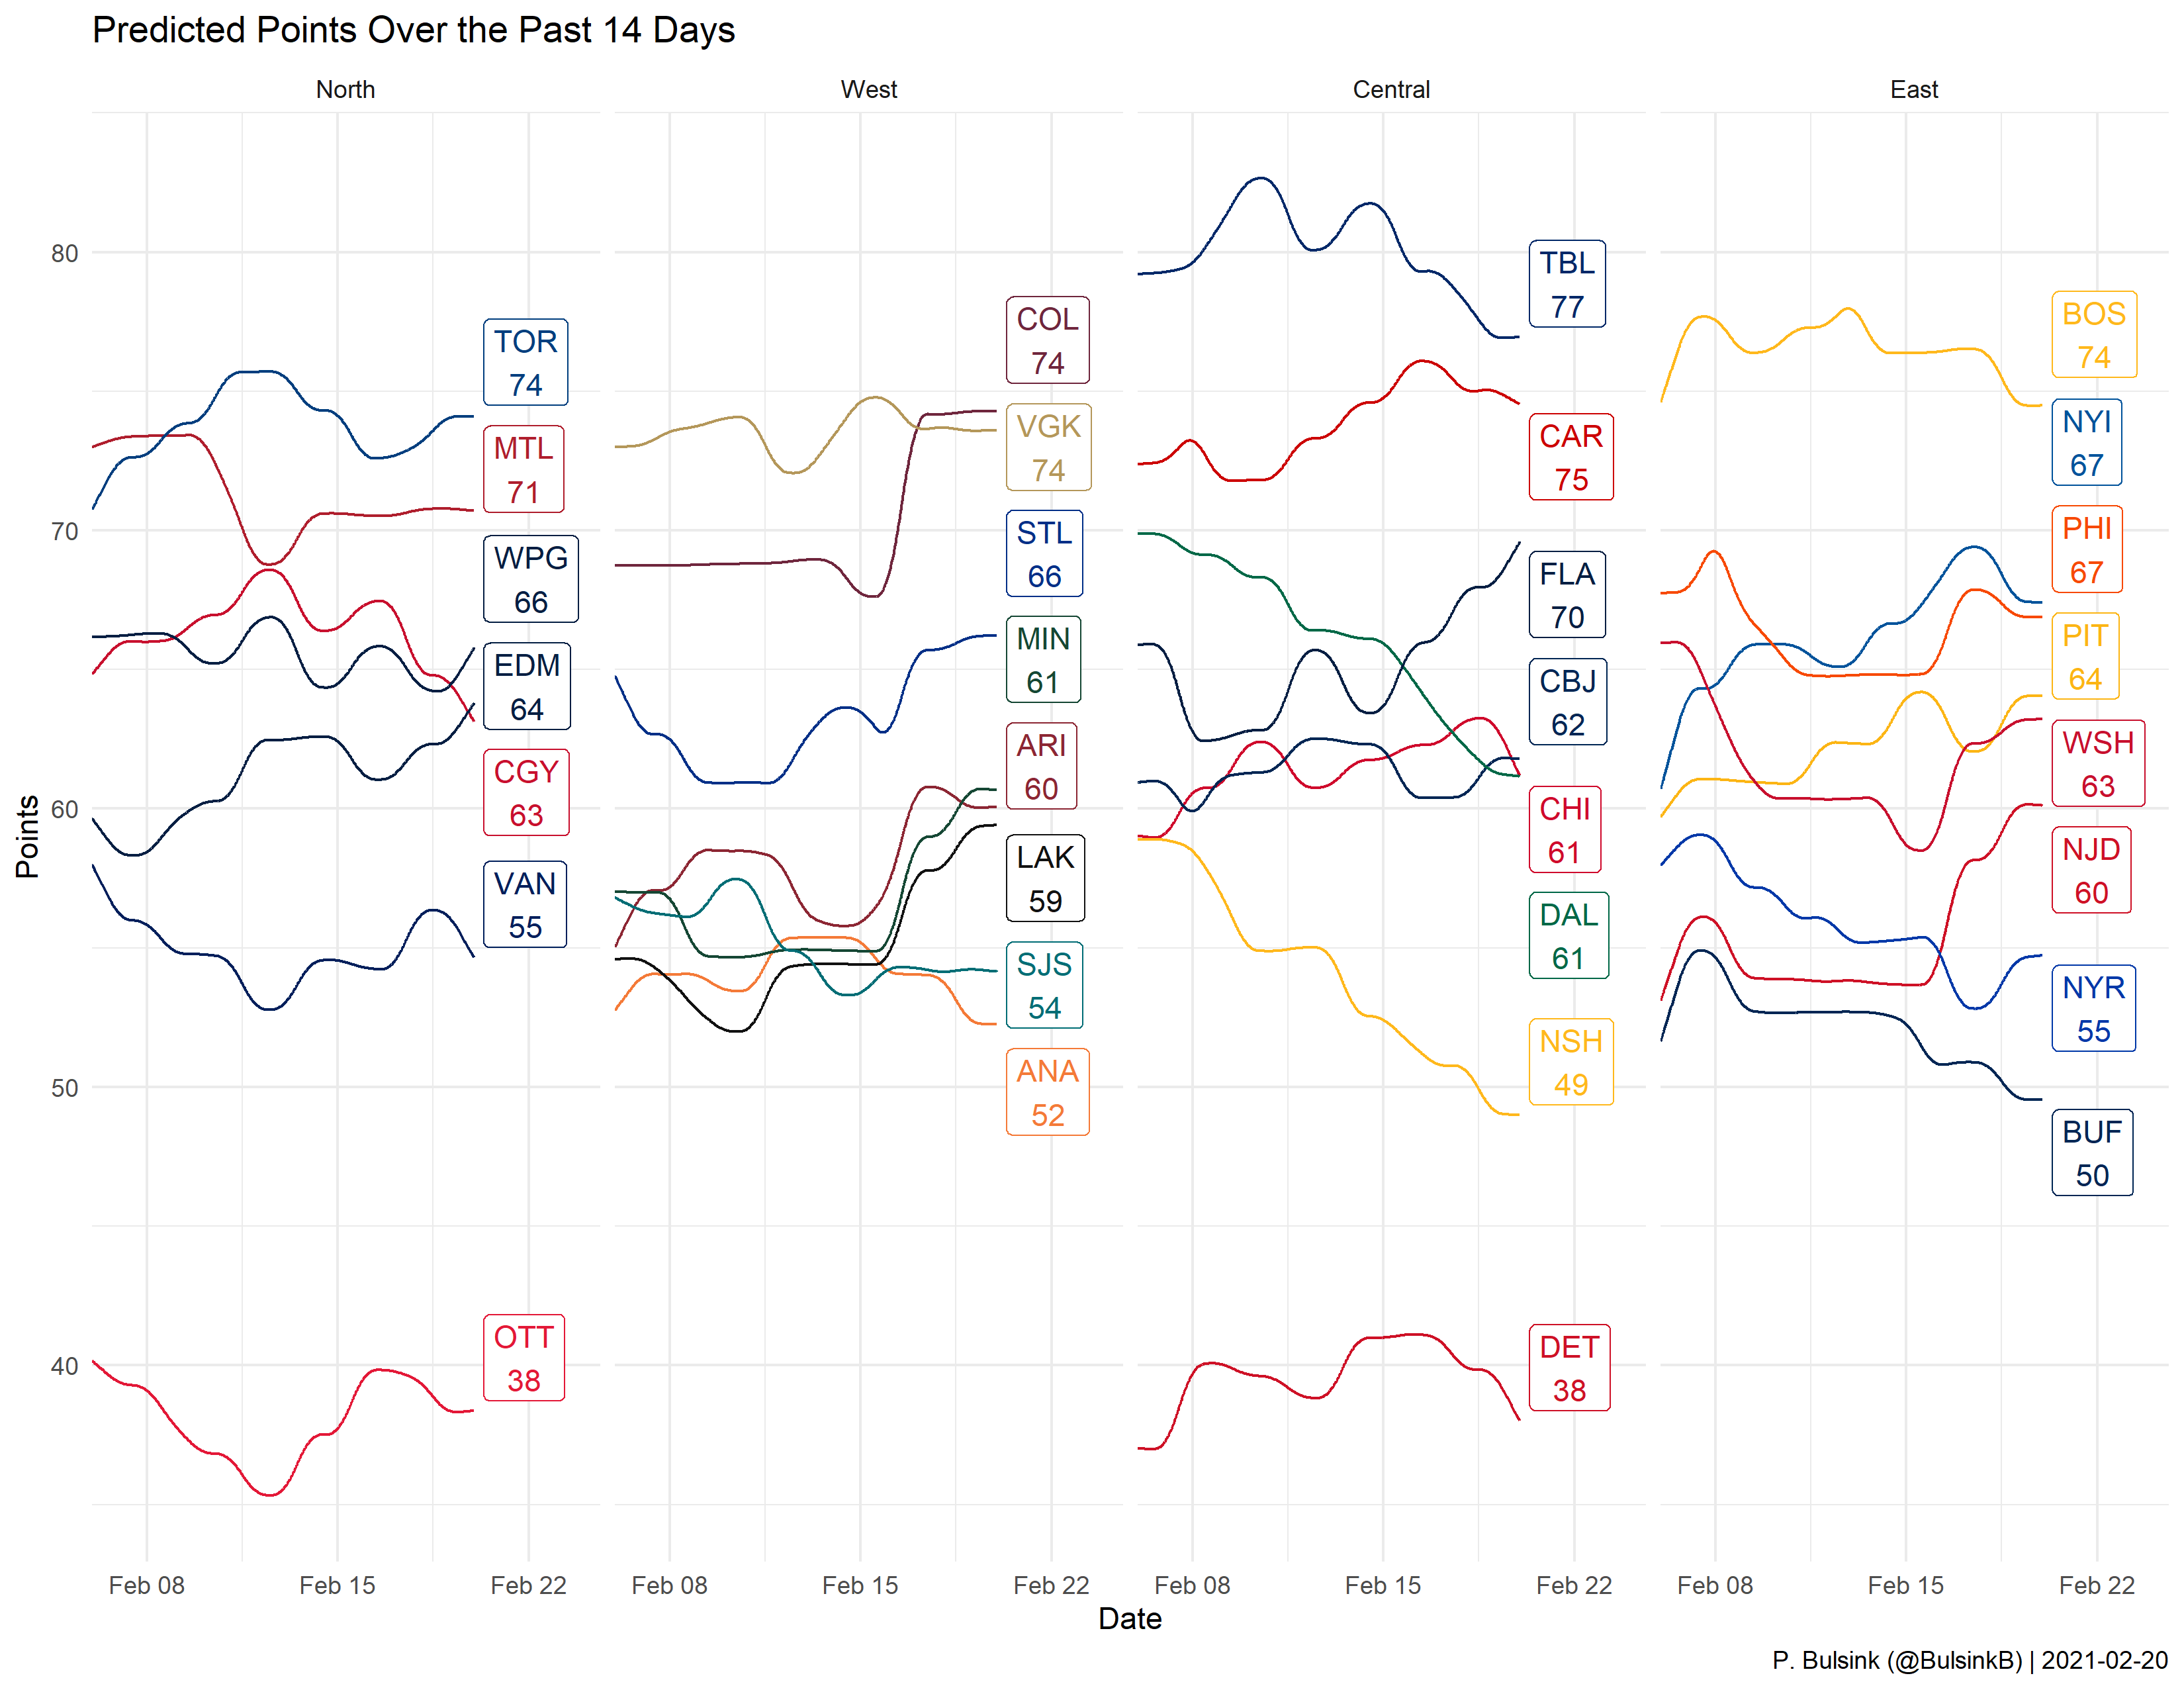 Predicted Points Over the Past 14 Days
North
West
Central
East
Points
80
70
60
50
40
TOR
74
MTL
71
WPG
66
EDM
64
CGY
63
VAN
55
OTT
38
COL
74
VGK
74
STL
66
MIN
61
ARI
60
LAK
59
SJS
54
ANA
52
TBL
77
CAR
75
FLA
70
CBJ
62
CHI
61
DAL
61
NSH
49
DET
38
BOS
74
NYI
67
PHI
67
PIT
64
WSH
63
NJD
60
NYR
55
BUF
50
Feb 08 Feb 15 Feb 22
Feb 08 Feb 15 Feb 22
Feb 08 Feb 15 Feb 22
Feb 08 Feb 15 Feb 22
Date
P. Bulsink (@BulsinkB) | 2021-02-20